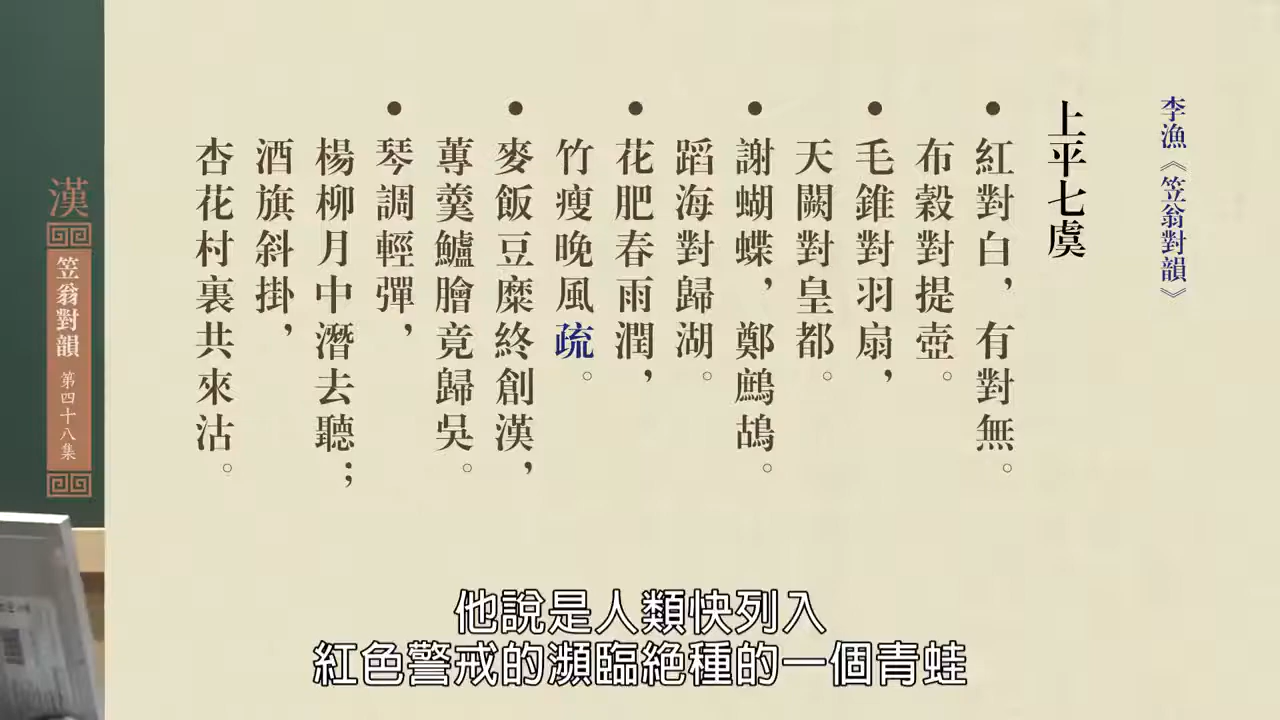 李漁《笠翁對韻》
上平七虞
• 紅對白，有對無。
布穀對提壺。
• 毛錐對羽扇，
天闕對皇都。
• 謝蝴蝶，鄭鷓鴣。
蹈海對歸湖。
• 花肥春雨潤，
竹瘦晚風疏。
• 麥飯豆糜終創漢，
蓴羹鱸膾竟歸吳。
• 琴調輕彈，
楊柳月中潛去聽；
酒旗斜掛，
杏花村裏共來沽。
漢
笠翁對韻
第四十八集
他說是人類快列入
紅色警戒的瀕臨絕種的一個青蛙